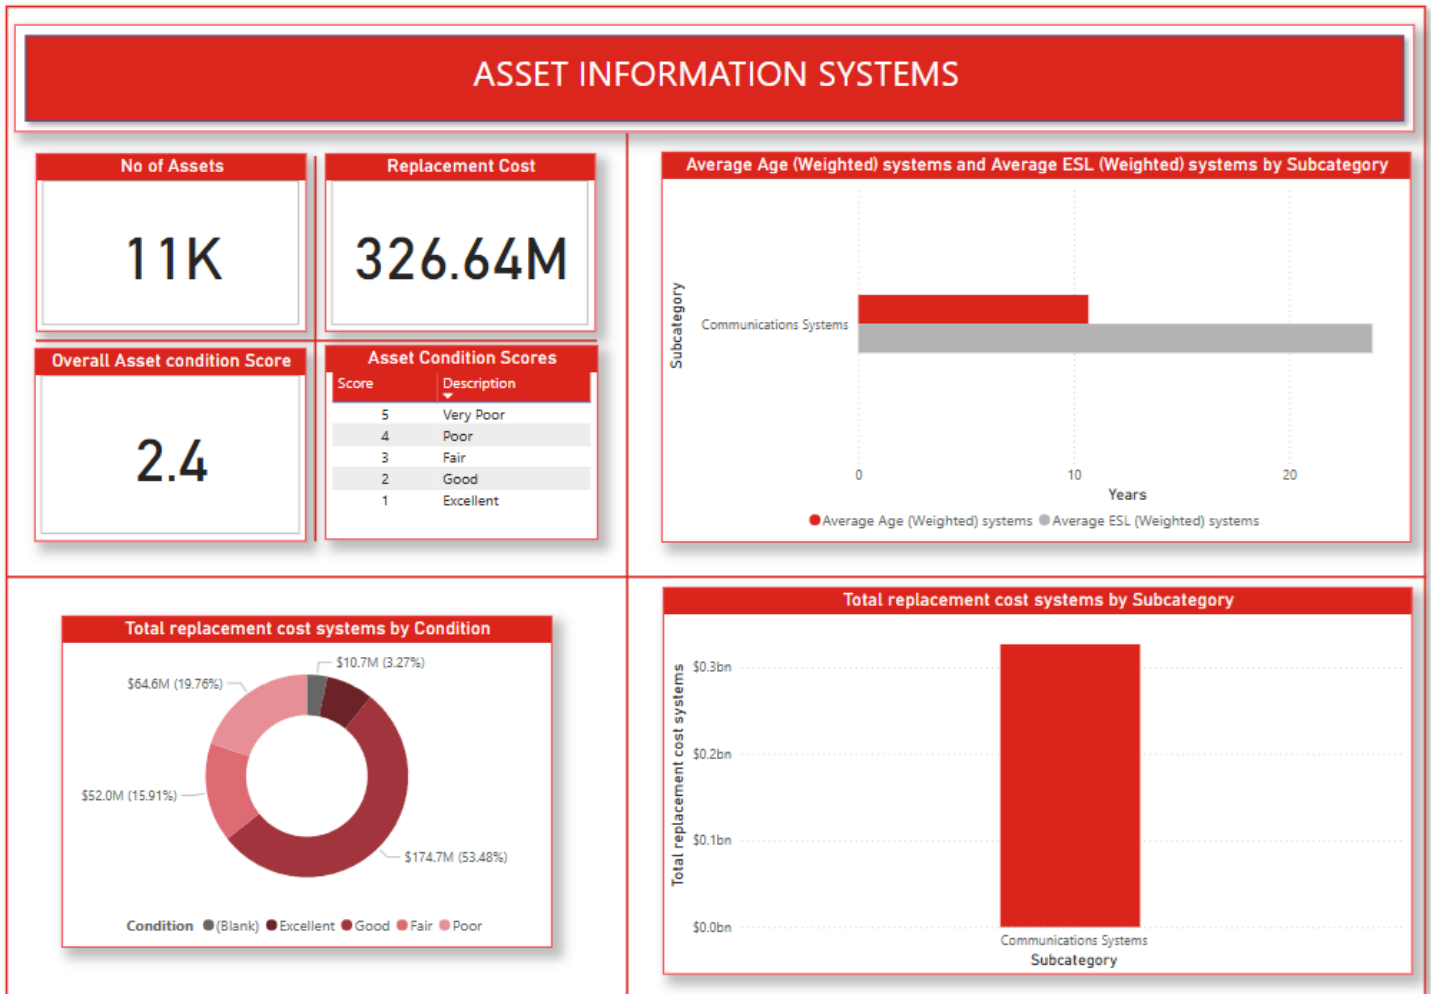 ASSET INFORMATION SYSTEMS
No of Assets
11K
Replacement Cost
326.64M
Overall Asset condition Score
2.4
Asset Condition Scores
Score Description
5 Very Poor
4 Poor
3 Fair
2 Good
1 Excellent
Average Age (Weighted) systems and Average ESL (Weighted) systems by Subcategory
Subcategory
Communications Systems
0 10 20
Years
Average Age (Weighted) systems Average ESL (Weighted) systems
Total replacement cost systems by Condition
$10.7M (3.27%)
$64.6M (19.76%)
$52.0M (15.91%)
$174.7M (53.48%)
Condition (Blank) Excellent Good Fair Poor
Total replacement cost systems by Subcategory
Total replacement cost systems
$0.3bn
$0.2bn
$0.1bn
$0.0bn
Communications Systems
Subcategory